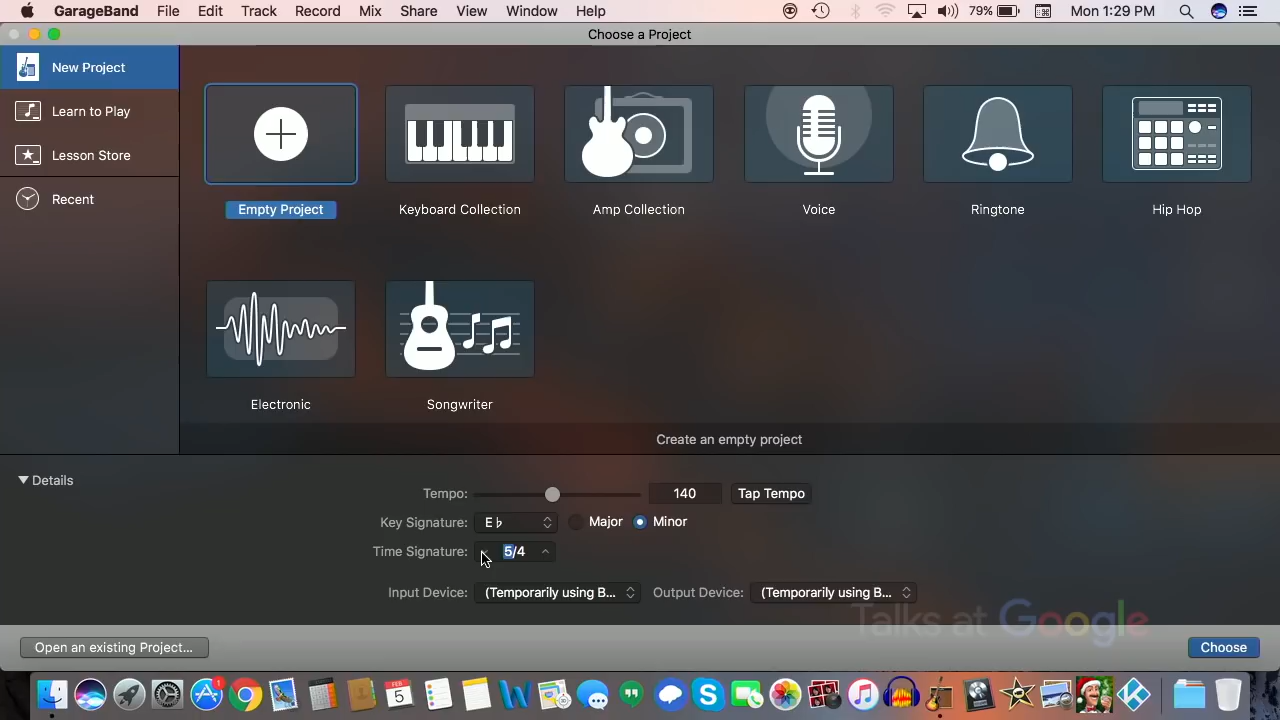 GarageBand File Edit Track Record Mix Share View Window Help 79% Mon 1:29 PM
Choose a Project
New Project
Learn to Play
Lesson Store
Recent
Empty Project Keyboard Collection Amp Collection Voice Ringtone Hip Hop
Electronic Songwriter
Create an empty project
Details
Tempo: 140 Tap Tempo
Key Signature: E♭ Major Minor
Time Signature: 5/4
Input Device: (Temporarily using B... Output Device: (Temporarily using B...
Talks at Google
Open an existing Project... Choose
1
FEB
5